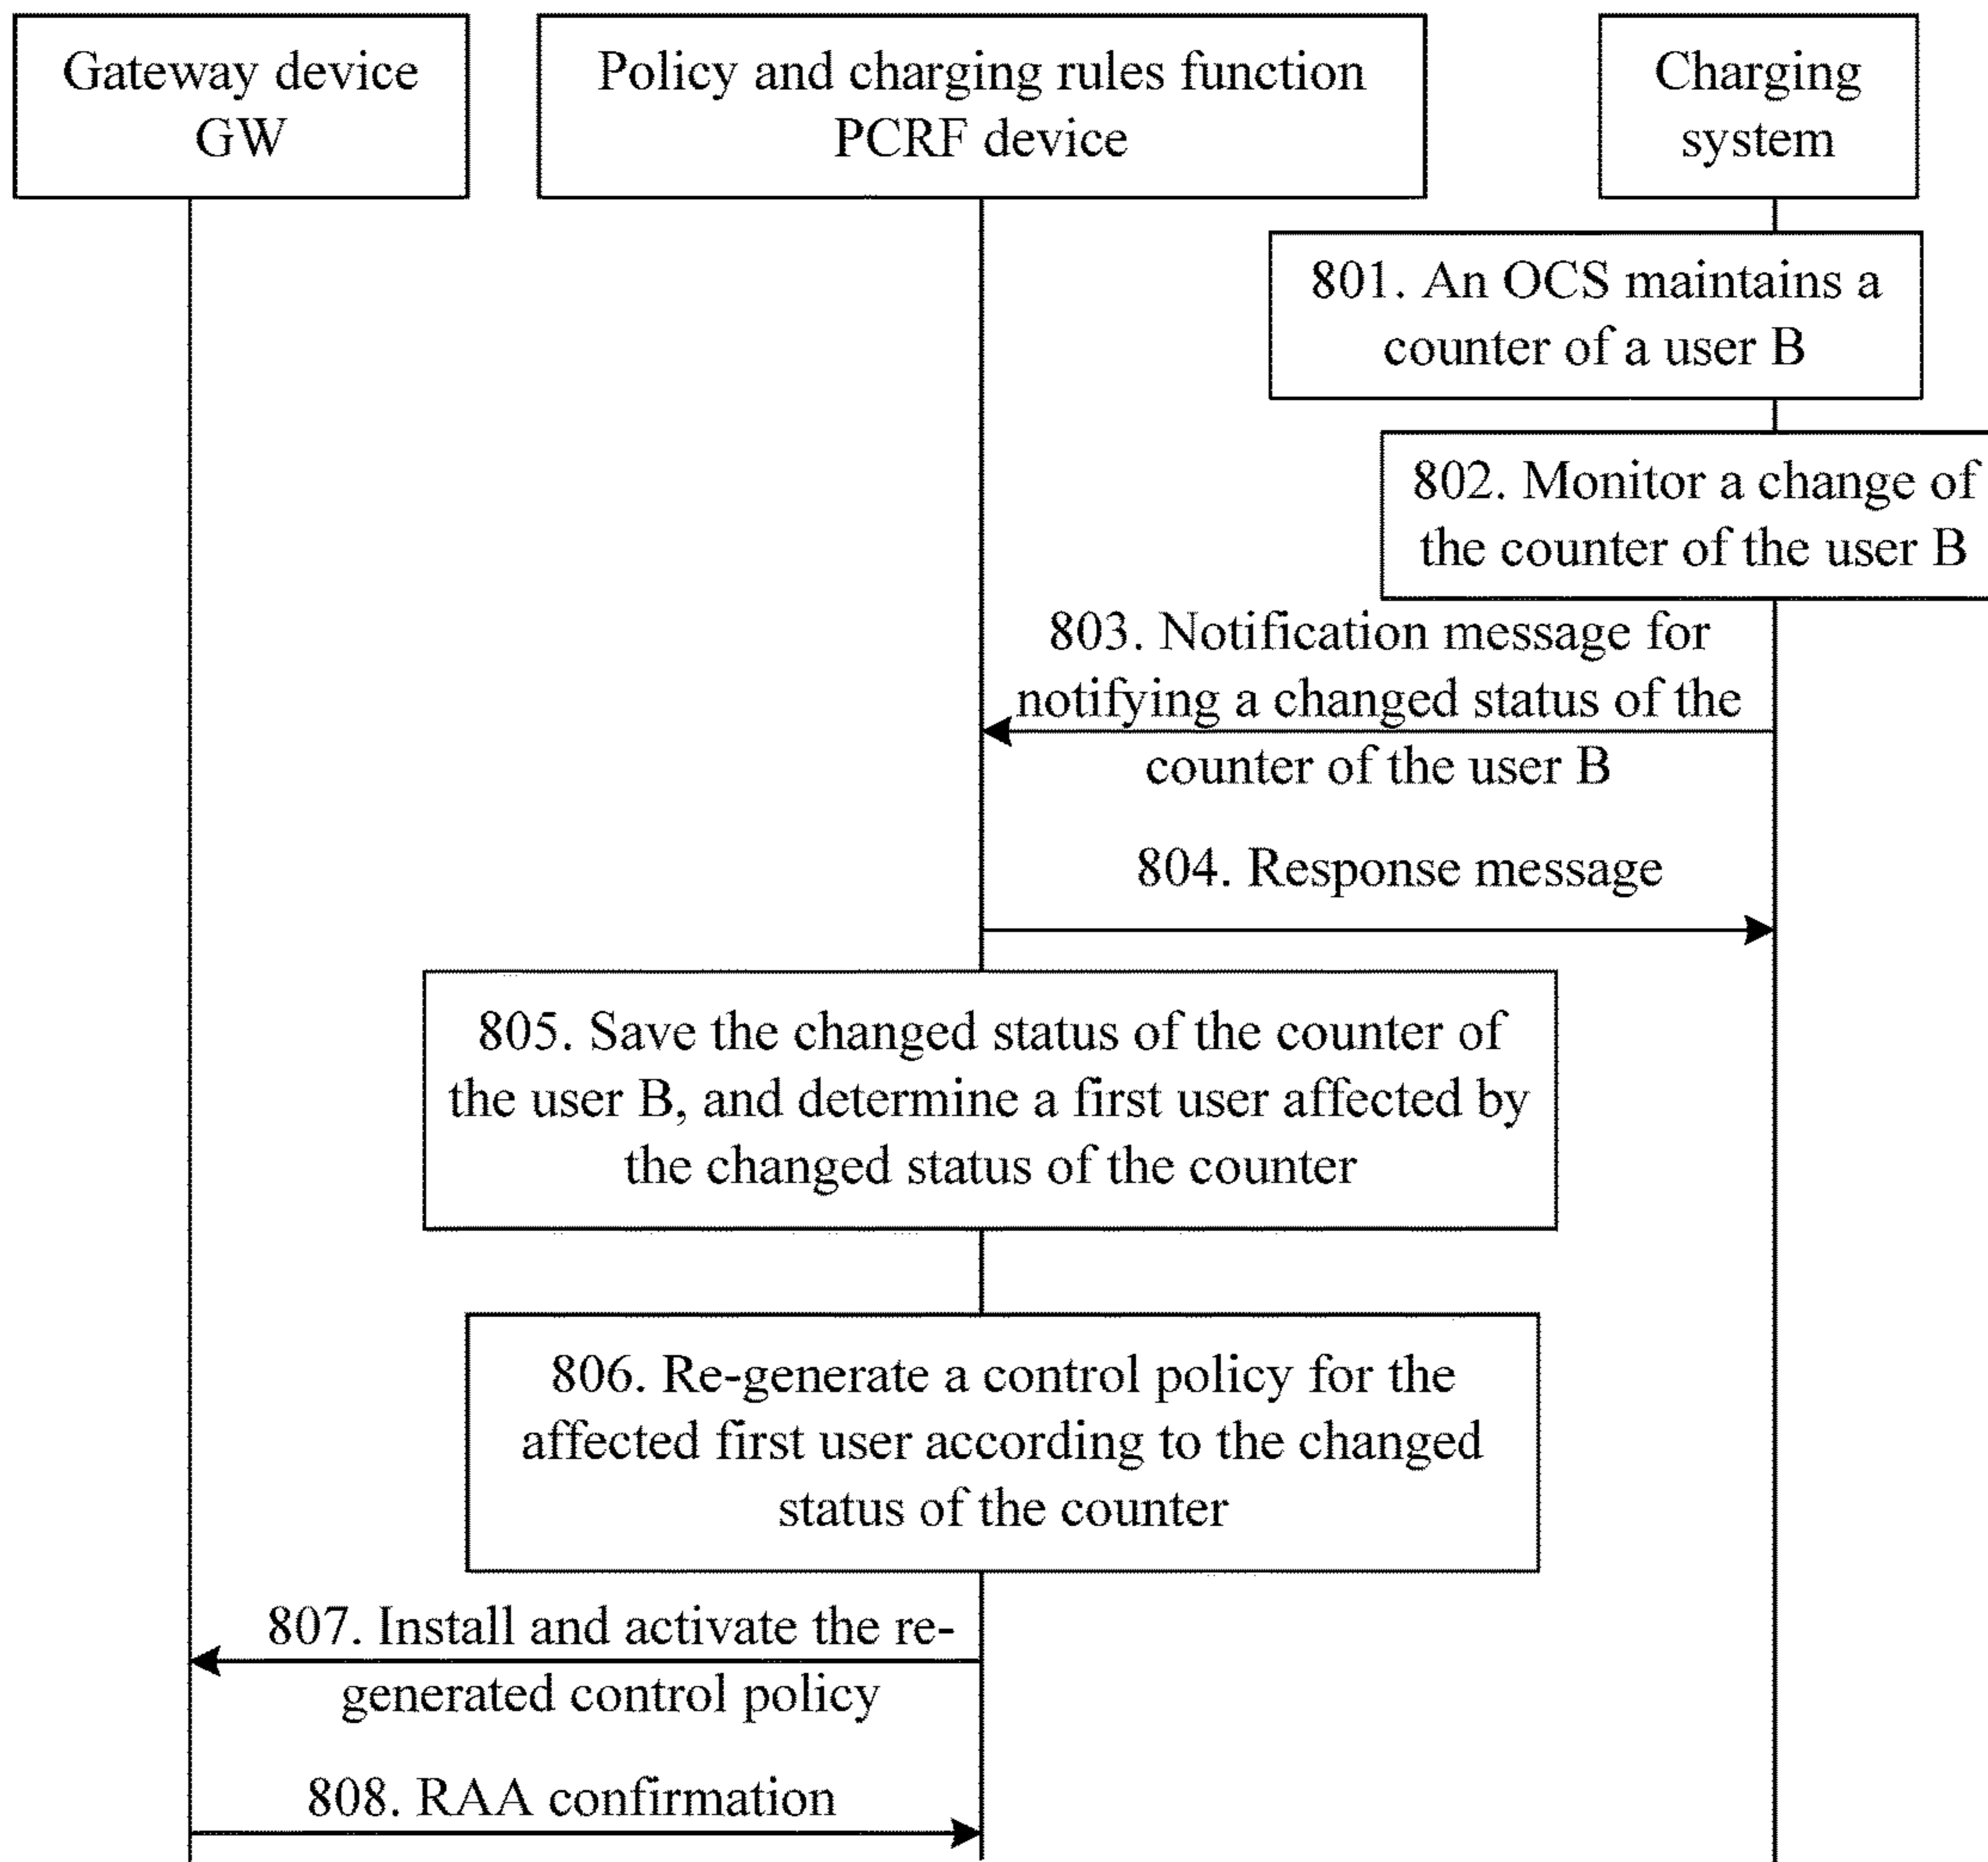 Gateway device
GW
Policy and charging rules function
PCRF device
Charging
system
801. An OCS maintains a
counter of a user B
802. Monitor a change of
the counter of the user B
803. Notification message for
notifying a changed status of the
counter of the user B
804. Response message
805. Save the changed status of the counter of
the user B, and determine a first user affected by
the changed status of the counter
806. Re-generate a control policy for the
affected first user according to the changed
status of the counter
807. Install and activate the re-
generated control policy
808. RAA confirmation